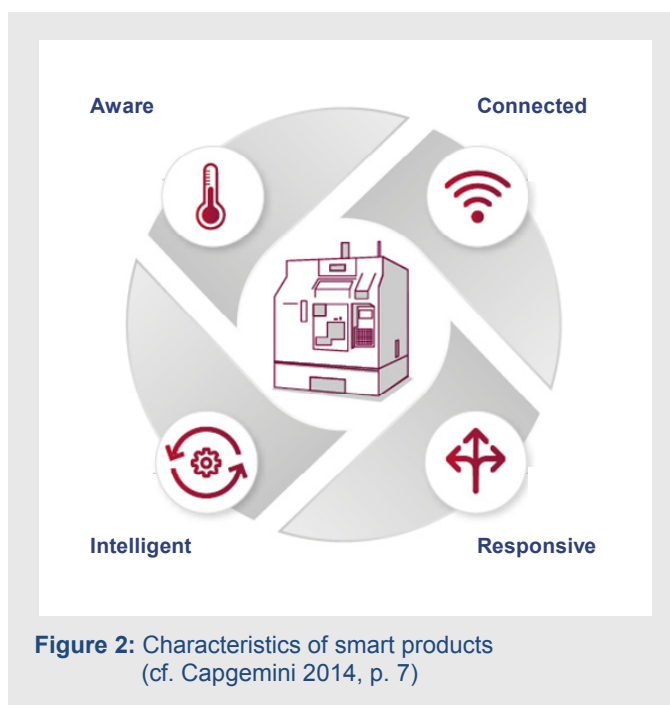 Aware
Connected
Intelligent
Responsive
Figure 2: Characteristics of smart products
(cf. Capgemini 2014, p. 7)